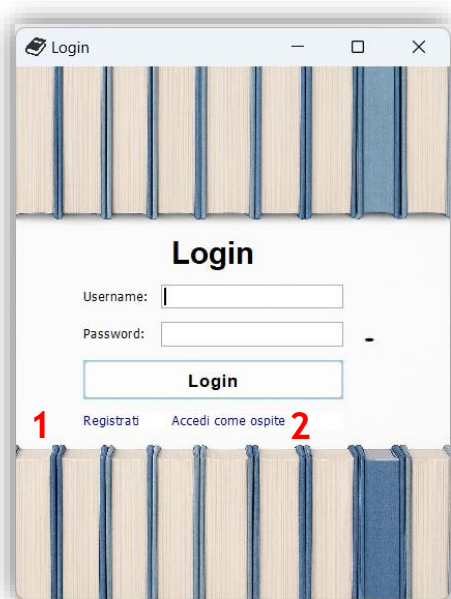 Login
Login
Username:
Password:
Login
1 Registrati Accedi come ospite 2